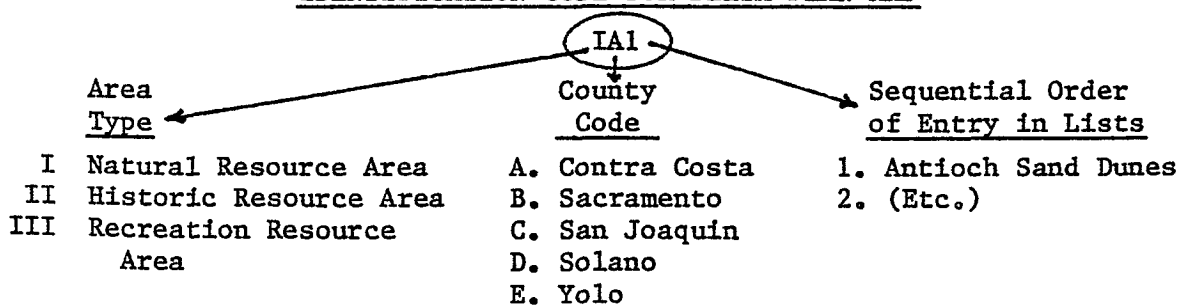 IA1
Area
Type
County
Code
Sequential Order
of Entry in Lists
I Natural Resource Area
II Historic Resource Area
III Recreation Resource
Area
A. Contra Costa
B. Sacramento
C. San Joaquin
D. Solano
E. Yolo
1. Antioch Sand Dunes
2. (Etc.)